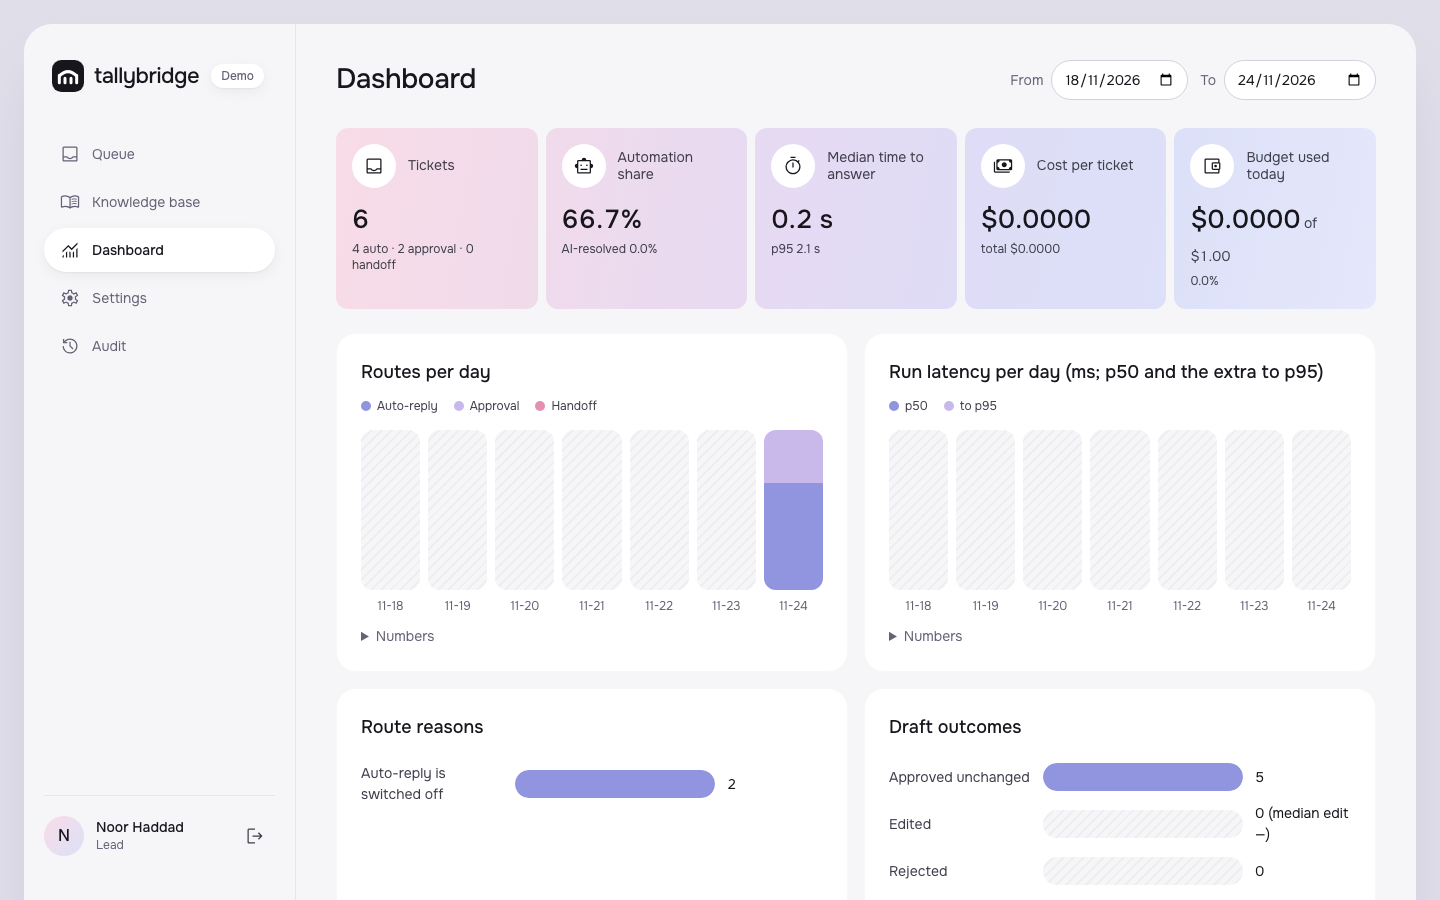 tallybridge Demo
Queue
Knowledge base
Dashboard
Settings
Audit
Noor Haddad
Lead
N
Dashboard
From 18/11/2026 To 24/11/2026
Tickets
6
4 auto · 2 approval · 0
handoff
Automation
share
66.7%
AI-resolved 0.0%
Median time to
answer
0.2 s
p95 2.1 s
Cost per ticket
$0.0000
total $0.0000
Budget used
today
$0.0000 of
$1.00
0.0%
Routes per day
Auto-reply Approval Handoff
11-18 11-19 11-20 11-21 11-22 11-23 11-24
Numbers
Run latency per day (ms; p50 and the extra to p95)
p50 to p95
11-18 11-19 11-20 11-21 11-22 11-23 11-24
Numbers
Route reasons
Auto-reply is
switched off
2
Draft outcomes
Approved unchanged 5
Edited 0 (median edit
—)
Rejected 0